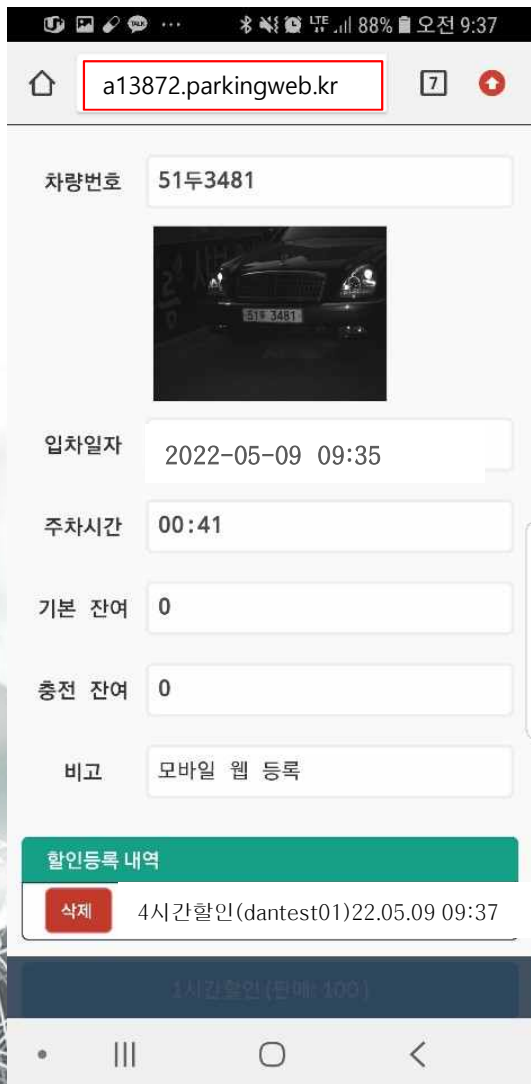 TALK ... LTE 88% 오전 9:37
a13872.parkingweb.kr 7
차량번호 51두3481
51두 3481
입차일자 2022-05-09 09:35
주차시간 00:41
기본 잔여 0
충전 잔여 0
비고 모바일 웹 등록
할인등록 내역
삭제 4시간할인(dantest01)22.05.09 09:37
1시간할인(판매: 100 )